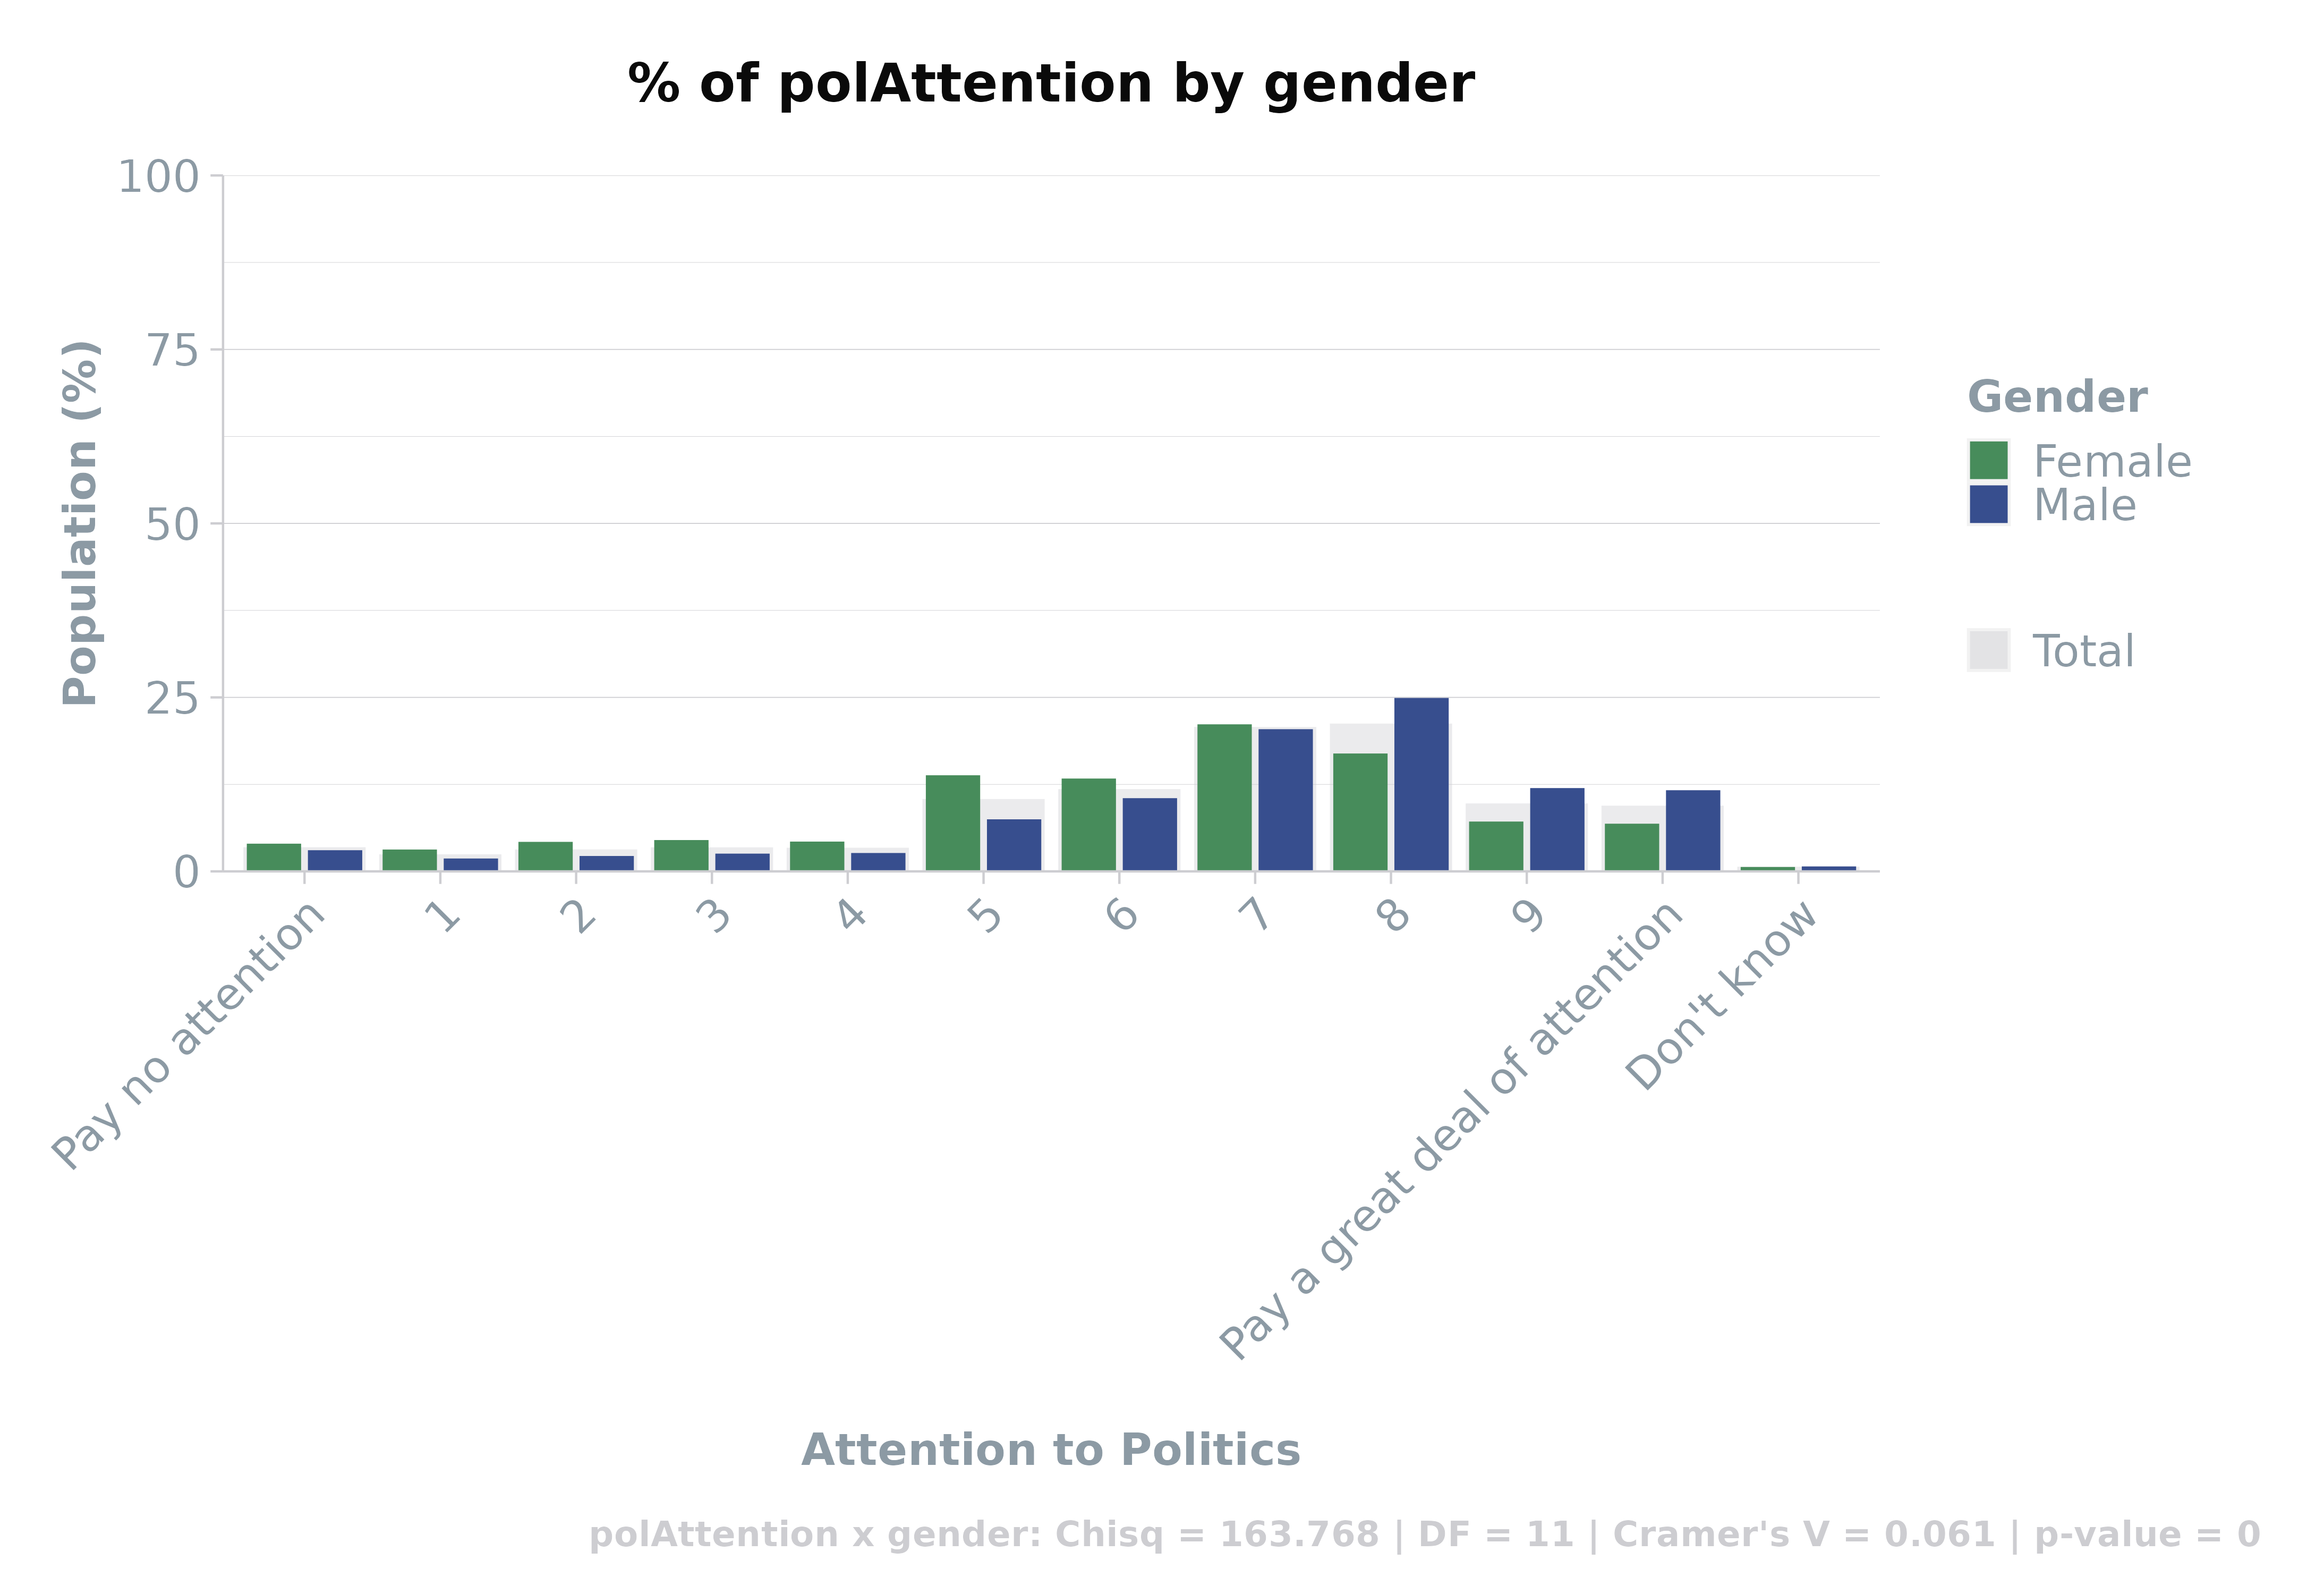 % of polAttention by gender
Population (%)
100
75
50
25
0
Gender
Female
Male
Total
Pay no attention
1
2
3
4
5
6
7
8
9
Pay a great deal of attention
Don't know
Attention to Politics
polAttention x gender: Chisq = 163.768 | DF = 11 | Cramer's V = 0.061 | p-value = 0